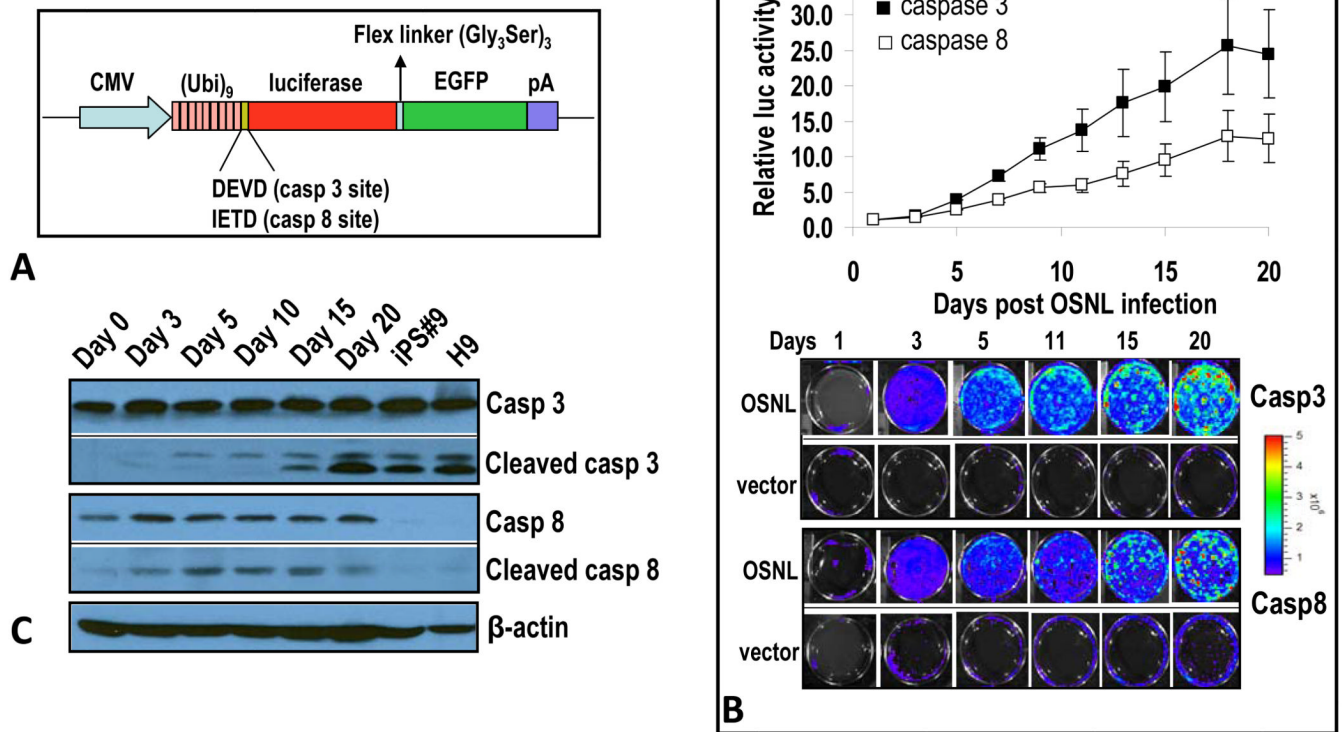 Flex linker (Gly₃Ser)₃
CMV (Ubi)₉ luciferase EGFP pA
DEVD (casp 3 site)
IETD (casp 8 site)
A
Day 0 Day 3 Day 5 Day 10 Day 15 Day 20 iPS#9 H9
Casp 3
Cleaved casp 3
Casp 8
Cleaved casp 8
β-actin
C
Relative luc activity
caspase 3
caspase 8
30.0
25.0
20.0
15.0
10.0
5.0
0.0
0 5 10 15 20
Days post OSNL infection
Days 1 3 5 11 15 20
OSNL
Casp3
vector
OSNL
Casp8
vector
5
4
3
2
1
x10⁶
B